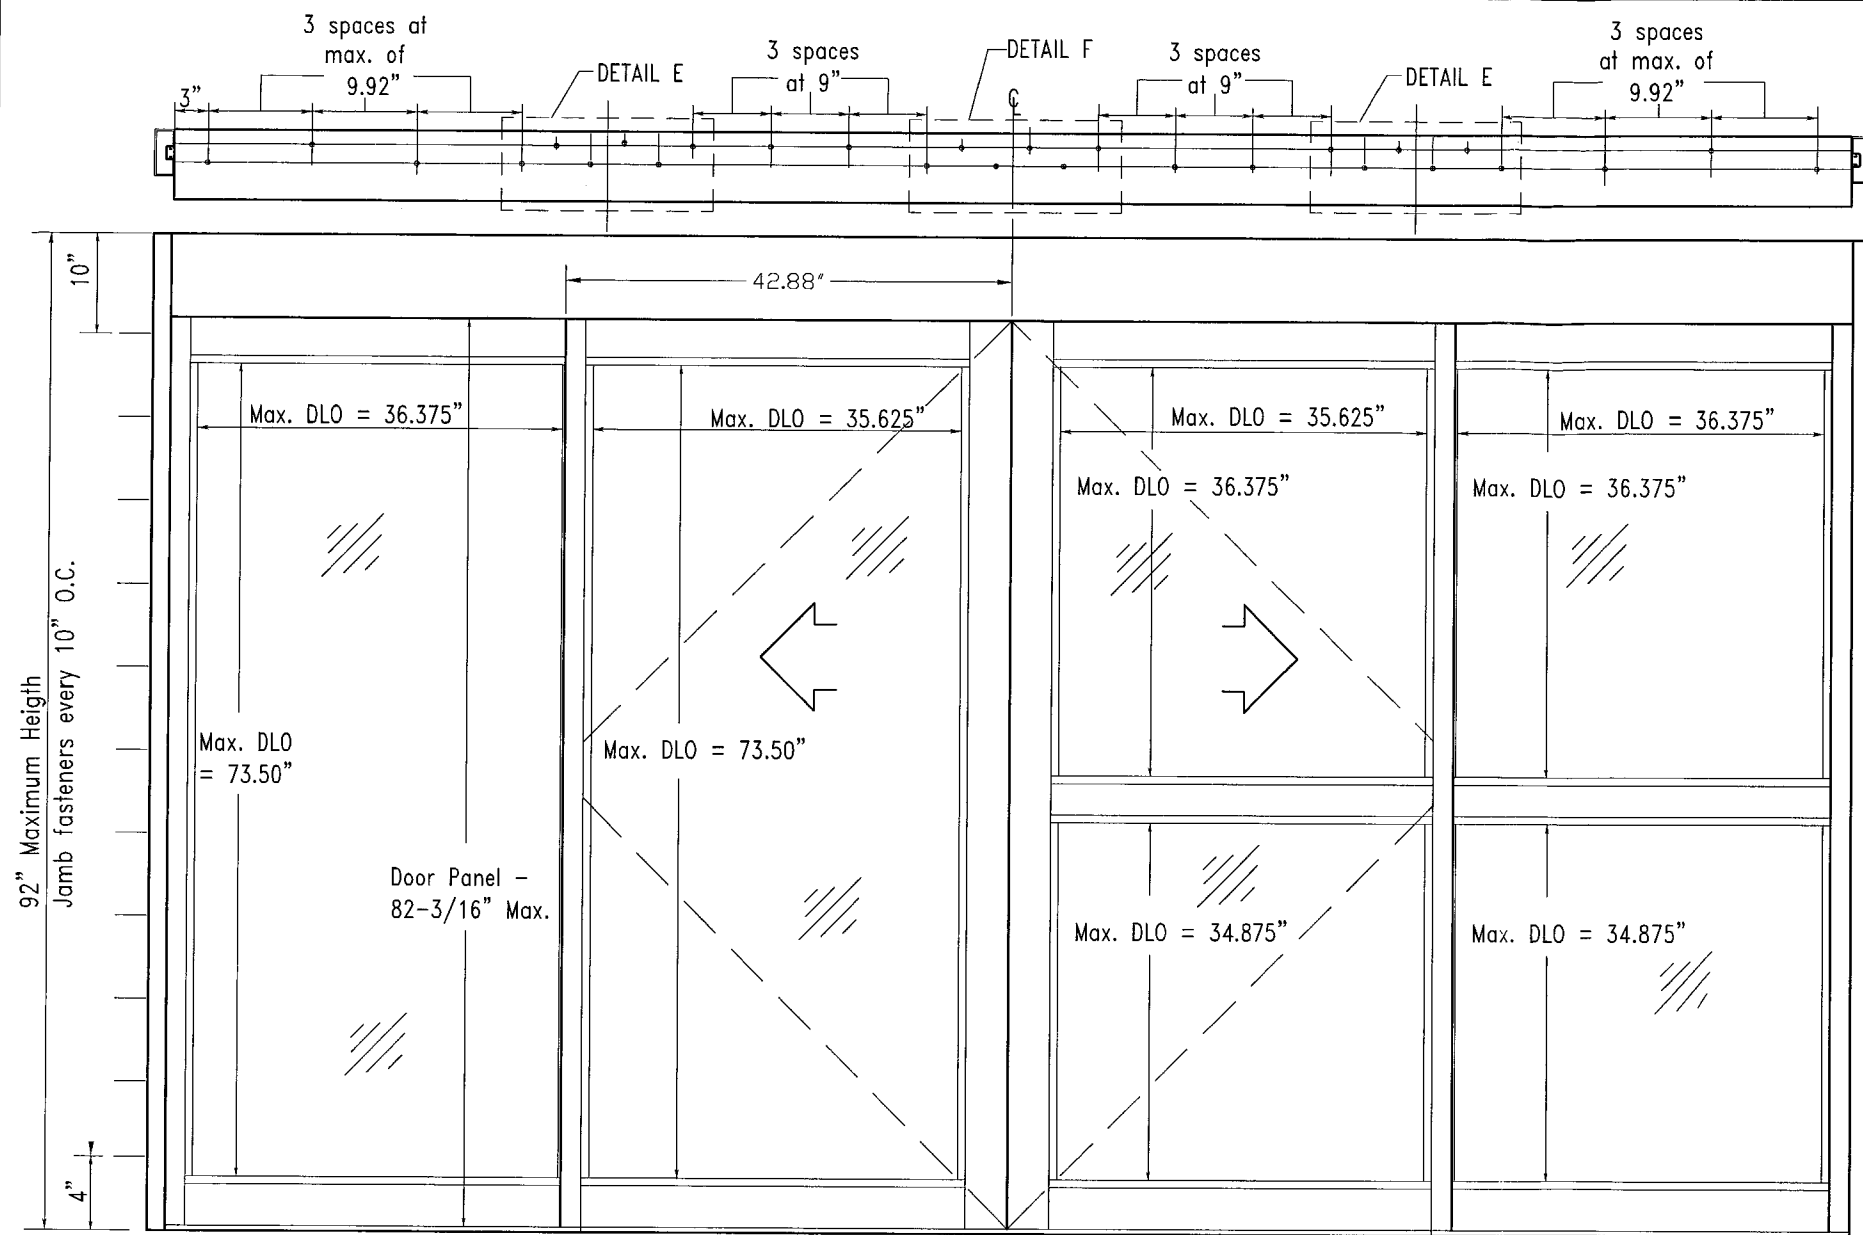 3 spaces at
max. of
9.92"
3"
DETAIL E
3 spaces
at 9"
DETAIL F
℄
3 spaces
at 9"
DETAIL E
3 spaces
at max. of
9.92"
10"
42.88"
Max. DLO = 36.375"
Max. DLO = 35.625"
Max. DLO = 35.625"
Max. DLO = 36.375"
Max. DLO = 36.375"
Max. DLO = 36.375"
92" Maximum Heigth
Jamb fasteners every 10" O.C.
Max. DLO
= 73.50"
Max. DLO = 73.50"
Door Panel -
82-3/16" Max.
Max. DLO = 34.875"
Max. DLO = 34.875"
4"